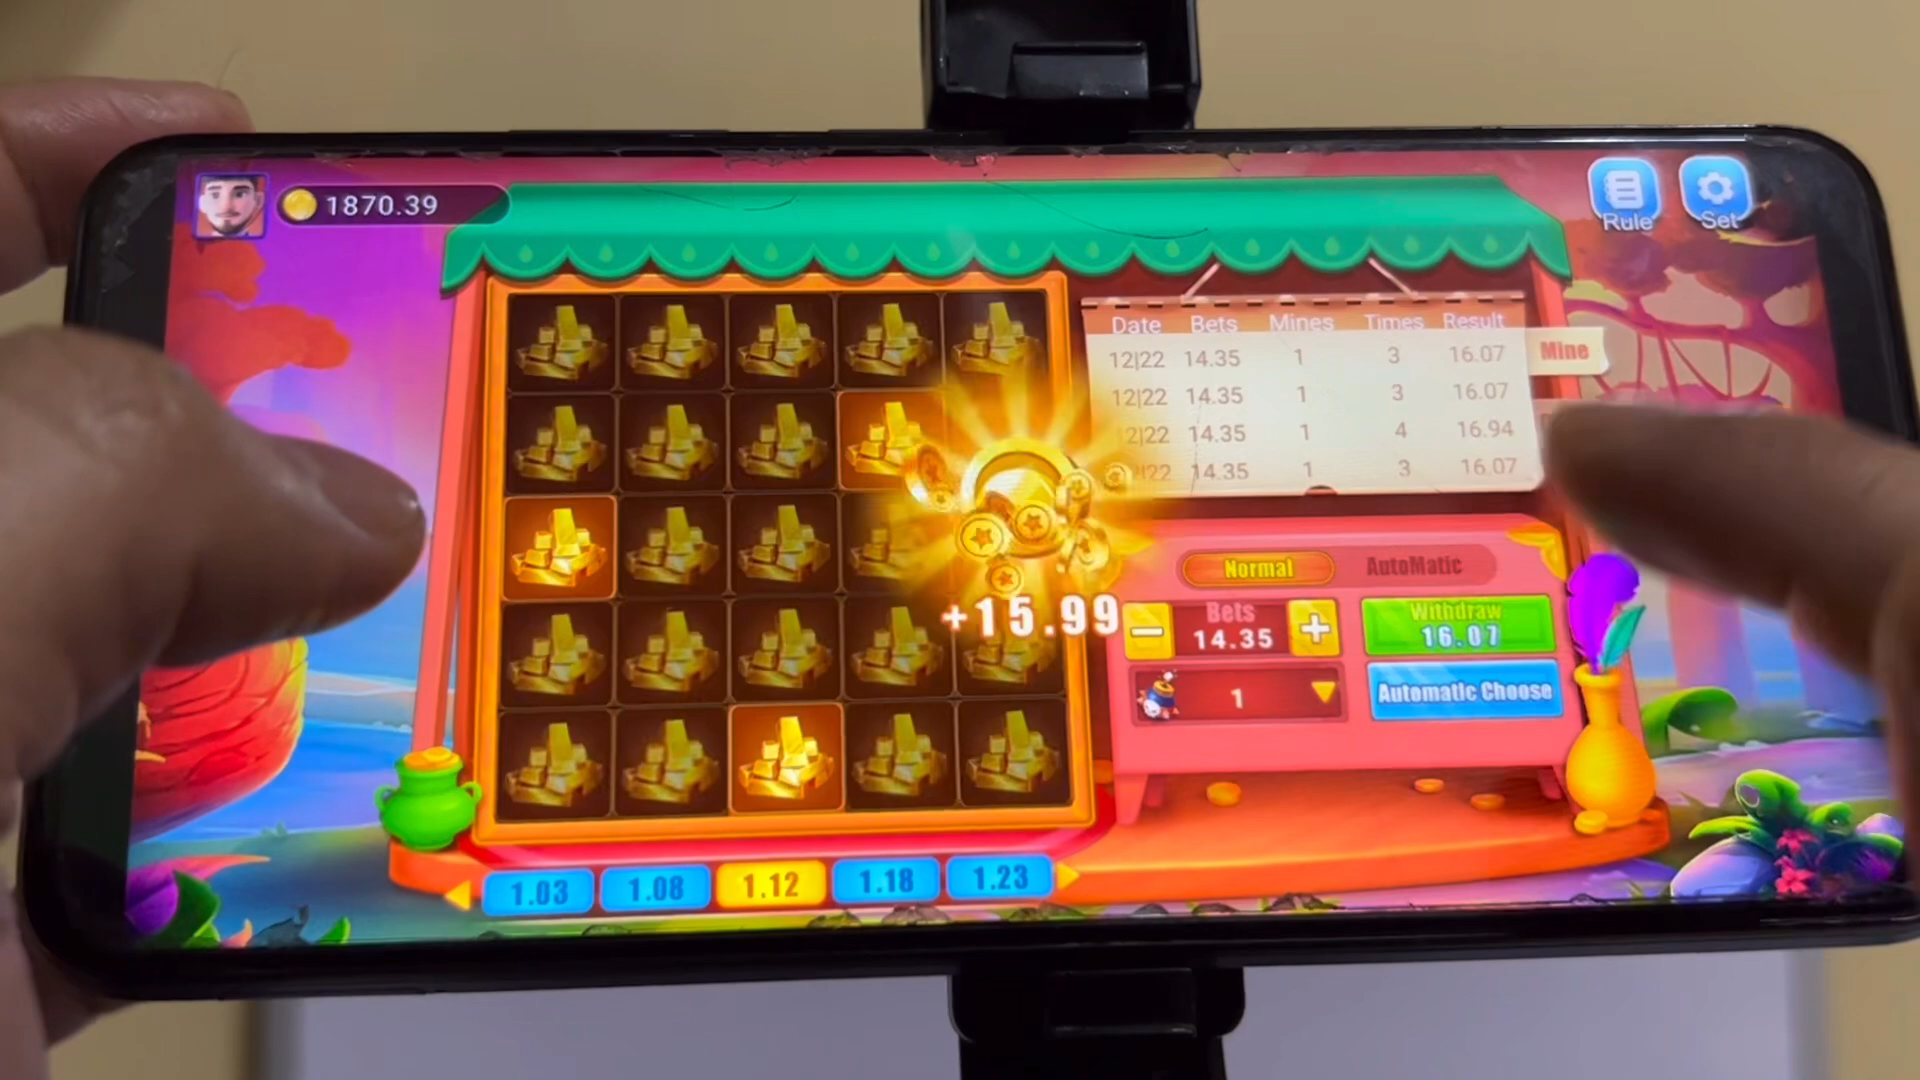 1870.39
Rule
Set
Date Bets Mines Times Result
12|22 14.35 1 3 16.07
Mine
12|22 14.35 1 3 16.07
12|22 14.35 1 4 16.94
|22 14.35 1 3 16.07
Normal
AutoMatic
+15.99
Bets
14.35
Withdraw
16.07
1
Automatic Choose
1.03
1.08
1.12
1.18
1.23